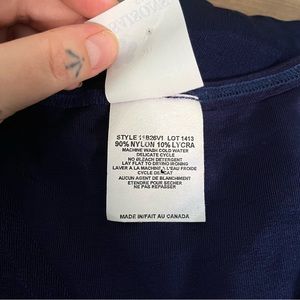 LOT 1413
90% NYLON 10% LYCRA
MACHINE WASH COLD WATER
DELICATE CYCLE
NO BLEACH DETERGENT
LAY FLAT TO DRY/NO IRONING
LAVER A LA MACHINE A L'EAU FROIDE
CYCLE DELICAT
AUCUN AGENT DE BLANCHIMENT
ETENDRE POUR SECHER
NE PAS REPASSER
MADE IN/FAIT AU CANADA